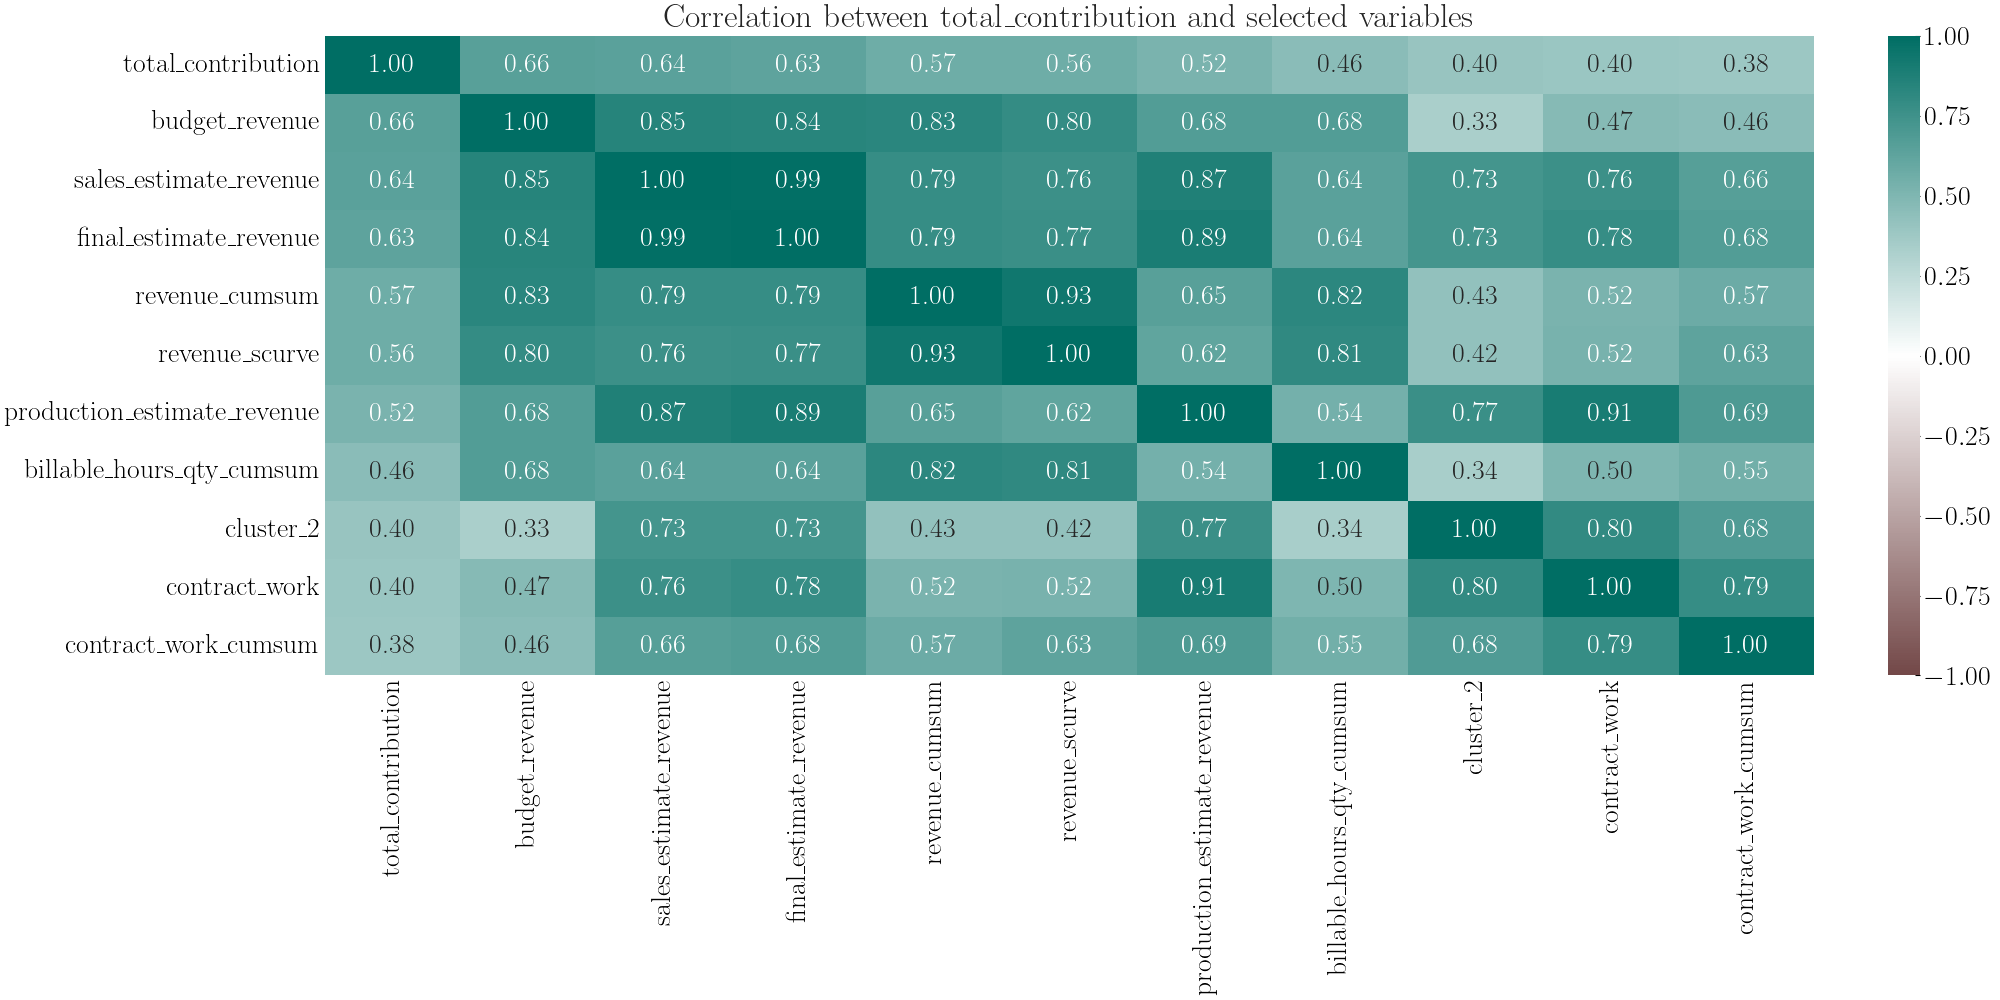 Correlation between total_contribution and selected variables
total_contribution 1.00 0.66 0.64 0.63 0.57 0.56 0.52 0.46 0.40 0.40 0.38
budget_revenue 0.66 1.00 0.85 0.84 0.83 0.80 0.68 0.68 0.33 0.47 0.46
sales_estimate_revenue 0.64 0.85 1.00 0.99 0.79 0.76 0.87 0.64 0.73 0.76 0.66
final_estimate_revenue 0.63 0.84 0.99 1.00 0.79 0.77 0.89 0.64 0.73 0.78 0.68
revenue_cumsum 0.57 0.83 0.79 0.79 1.00 0.93 0.65 0.82 0.43 0.52 0.57
revenue_scurve 0.56 0.80 0.76 0.77 0.93 1.00 0.62 0.81 0.42 0.52 0.63
production_estimate_revenue 0.52 0.68 0.87 0.89 0.65 0.62 1.00 0.54 0.77 0.91 0.69
billable_hours_qty_cumsum 0.46 0.68 0.64 0.64 0.82 0.81 0.54 1.00 0.34 0.50 0.55
cluster_2 0.40 0.33 0.73 0.73 0.43 0.42 0.77 0.34 1.00 0.80 0.68
contract_work 0.40 0.47 0.76 0.78 0.52 0.52 0.91 0.50 0.80 1.00 0.79
contract_work_cumsum 0.38 0.46 0.66 0.68 0.57 0.63 0.69 0.55 0.68 0.79 1.00
total_contribution
budget_revenue
sales_estimate_revenue
final_estimate_revenue
revenue_cumsum
revenue_scurve
production_estimate_revenue
billable_hours_qty_cumsum
cluster_2
contract_work
contract_work_cumsum
1.00
0.75
0.50
0.25
0.00
−0.25
−0.50
−0.75
−1.00